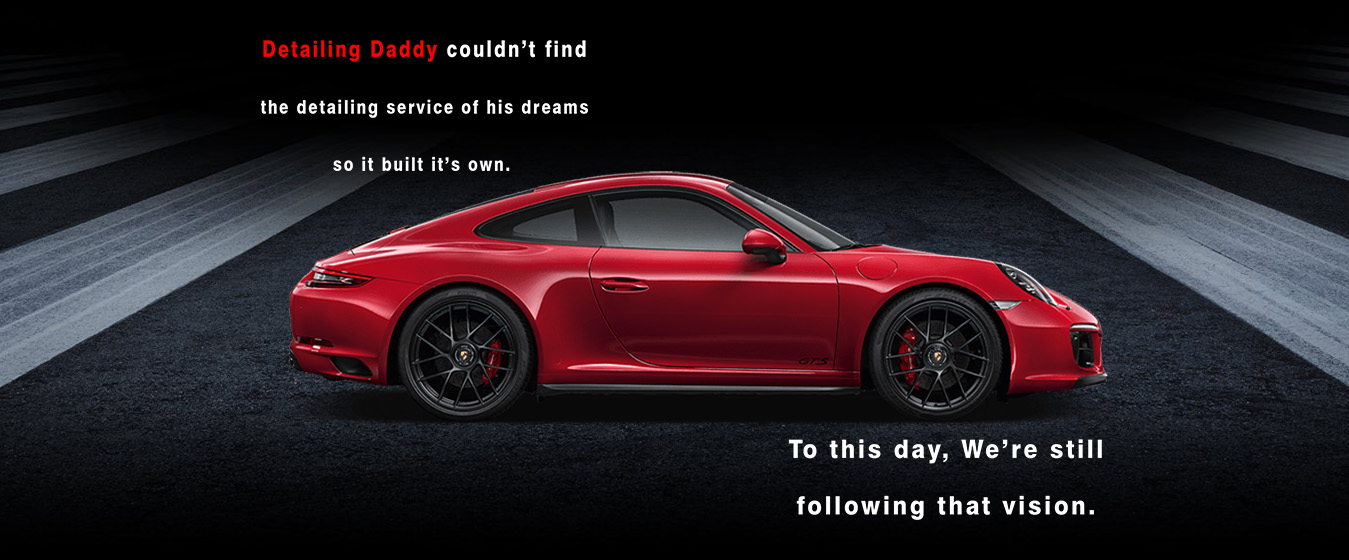 Detailing Daddy couldn’t find
the detailing service of his dreams
so it built it’s own.
GTS
To this day, We’re still
following that vision.